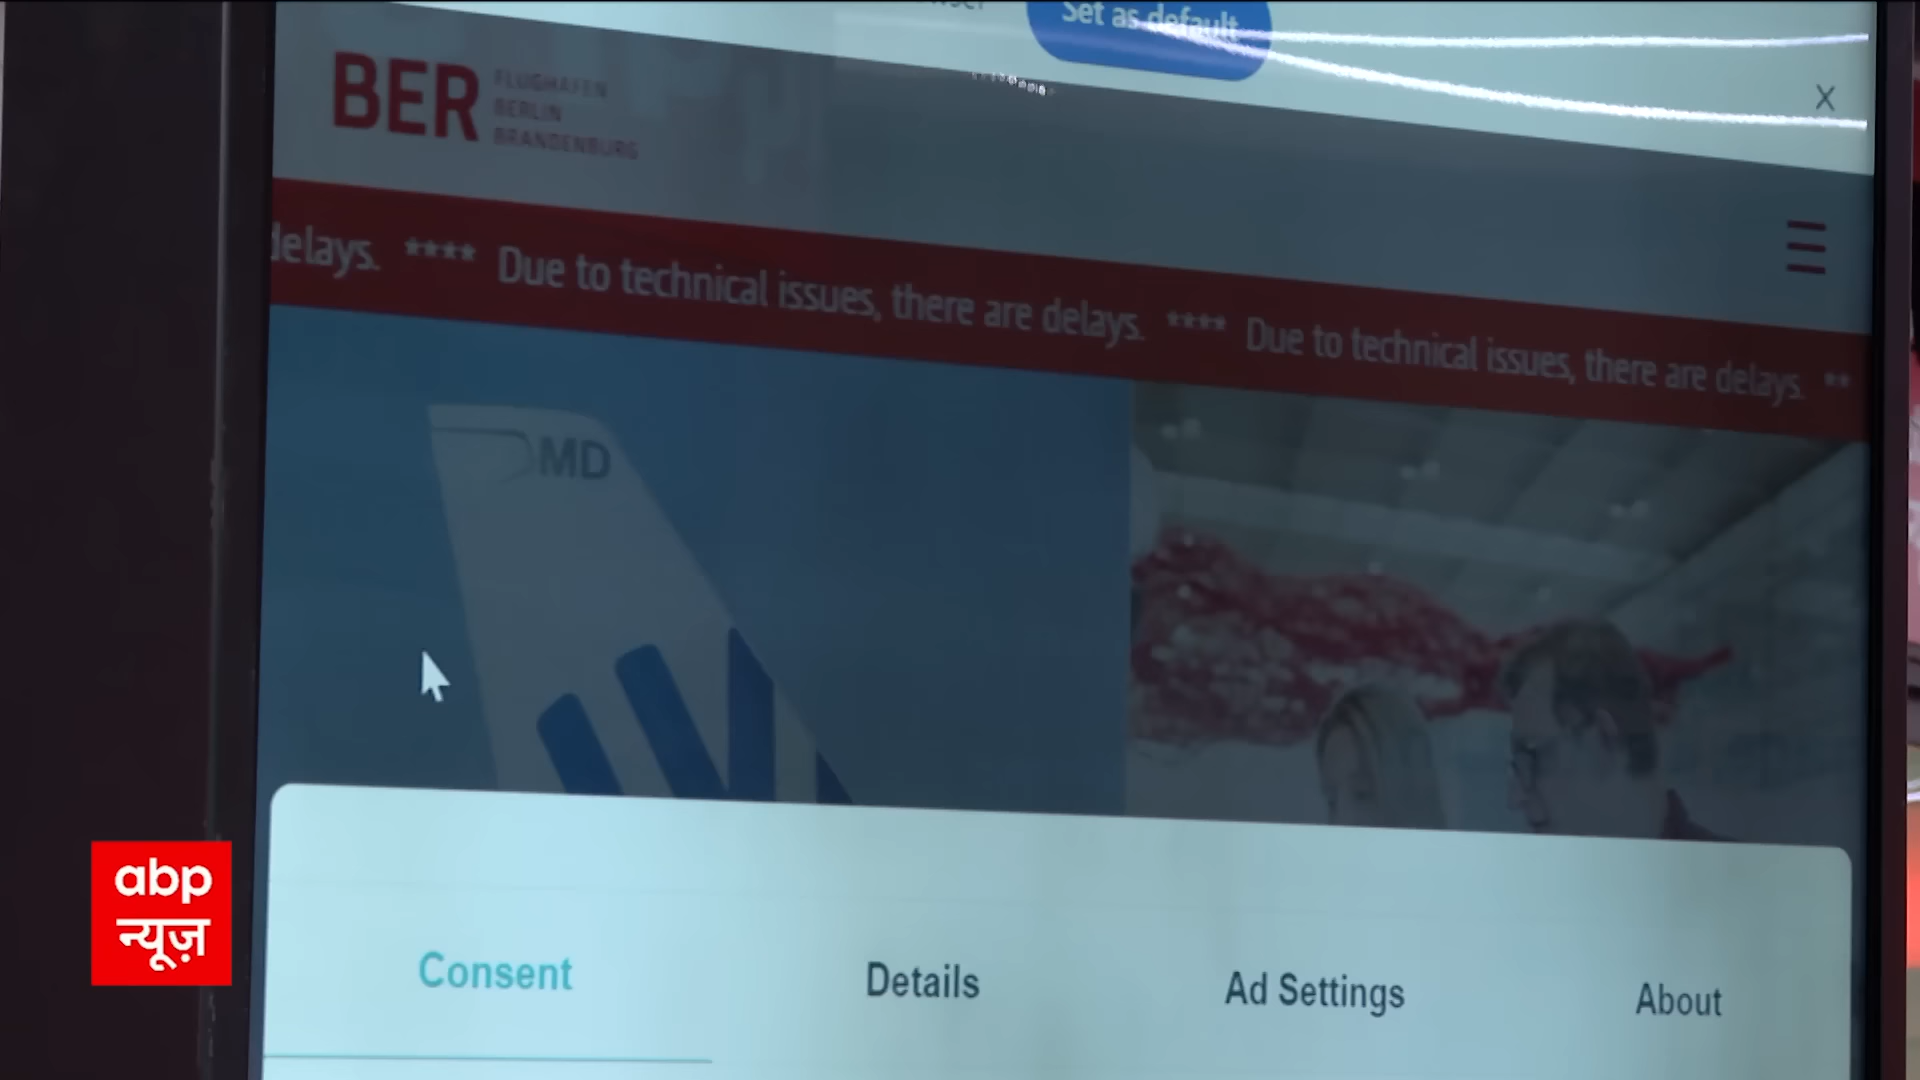 Set as default
X
BER
FLUGHAFEN
BERLIN
BRANDENBURG
delays. **** Due to technical issues, there are delays. **** Due to technical issues, there are delays. **
MD
abp
न्यूज़
Consent
Details
Ad Settings
About